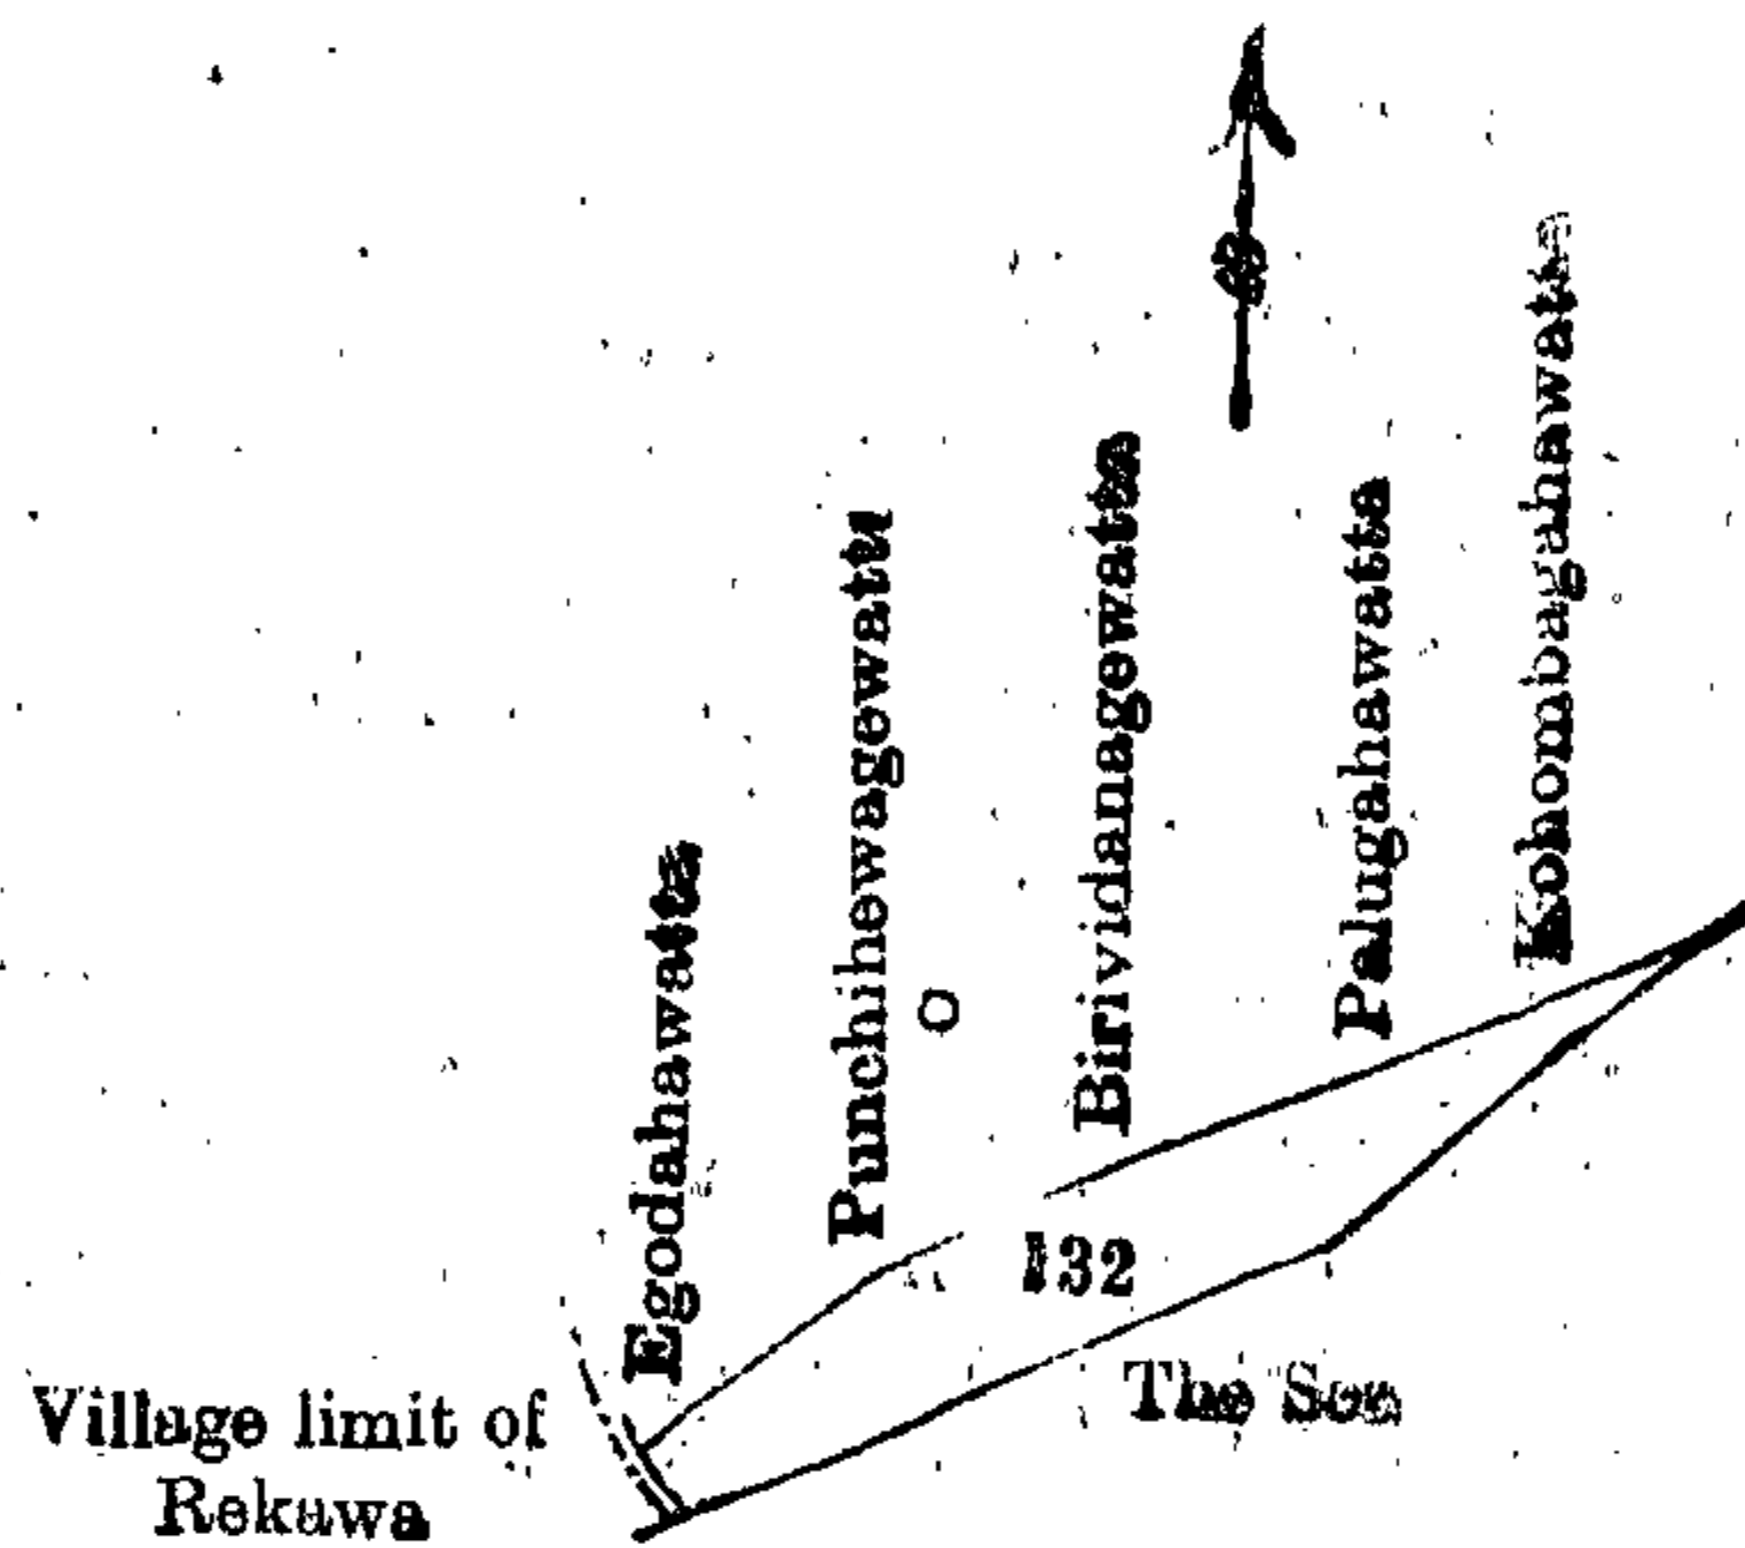 Egodahawatta
Punchihewagewatta
O
Birividanagewatta
Palugahawatta
Kohombagahawatta
132
The Sea
Village limit of
Rekawa